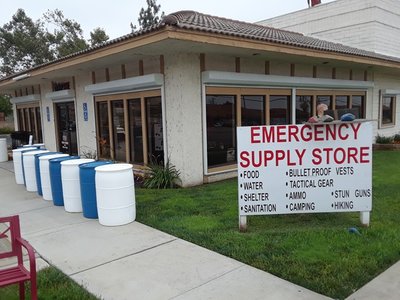 EMERGENCY
SUPPLY STORE
•FOOD •BULLET PROOF VESTS
•WATER •TACTICAL GEAR
•SHELTER •AMMO •STUN GUNS
•SANITATION •CAMPING •HIKING